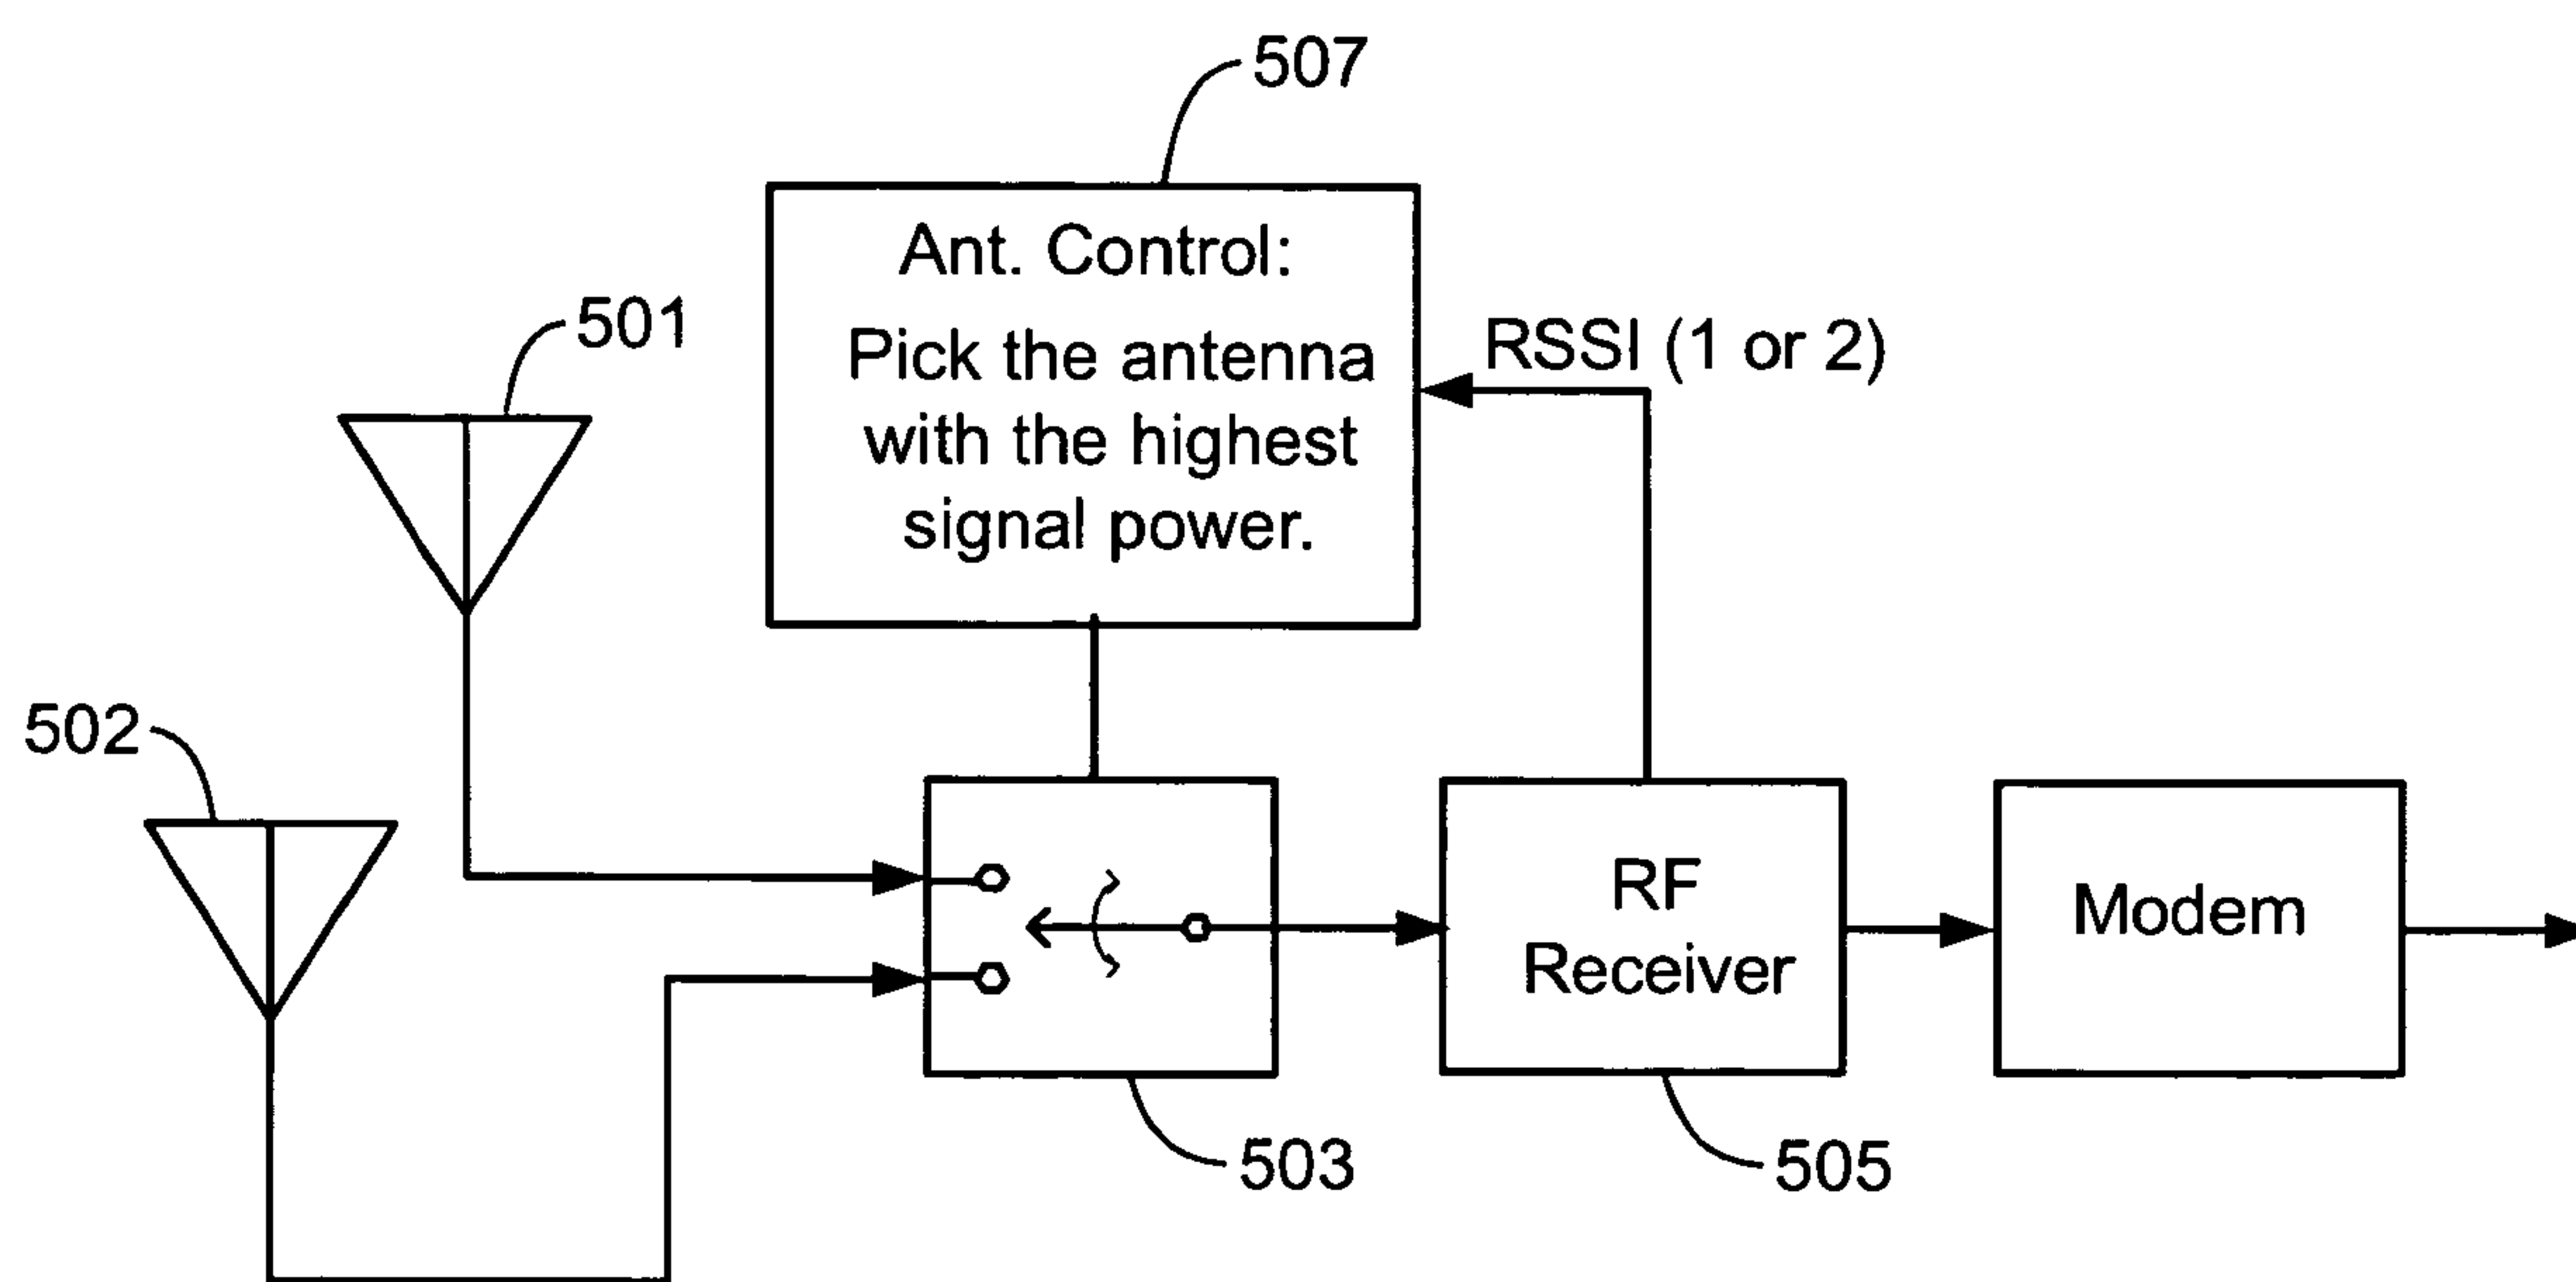 507
Ant. Control:
Pick the antenna
with the highest
signal power.
501
RSSI (1 or 2)
502
RF
Receiver
Modem
503
505